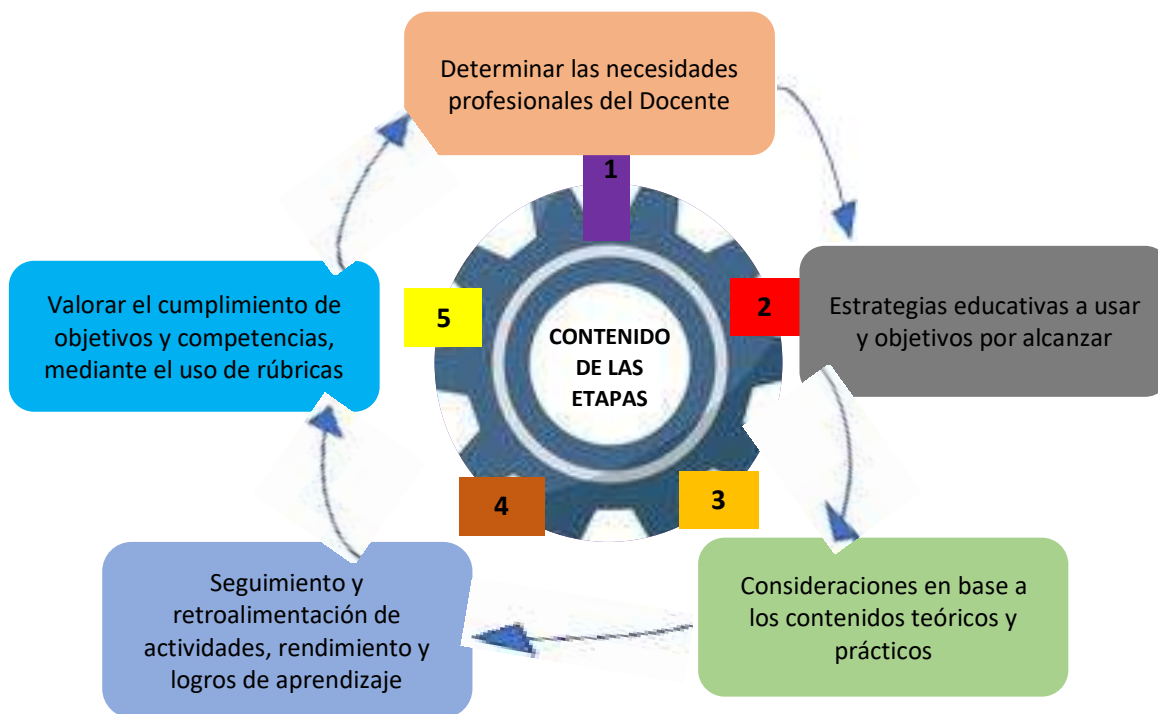 Determinar las necesidades
profesionales del Docente
1
2
Estrategias educativas a usar
y objetivos por alcanzar
3
Consideraciones en base a
los contenidos teóricos y
prácticos
4
Seguimiento y
retroalimentación de
actividades, rendimiento y
logros de aprendizaje
5
Valorar el cumplimiento de
objetivos y competencias,
mediante el uso de rúbricas
CONTENIDO
DE LAS
ETAPAS